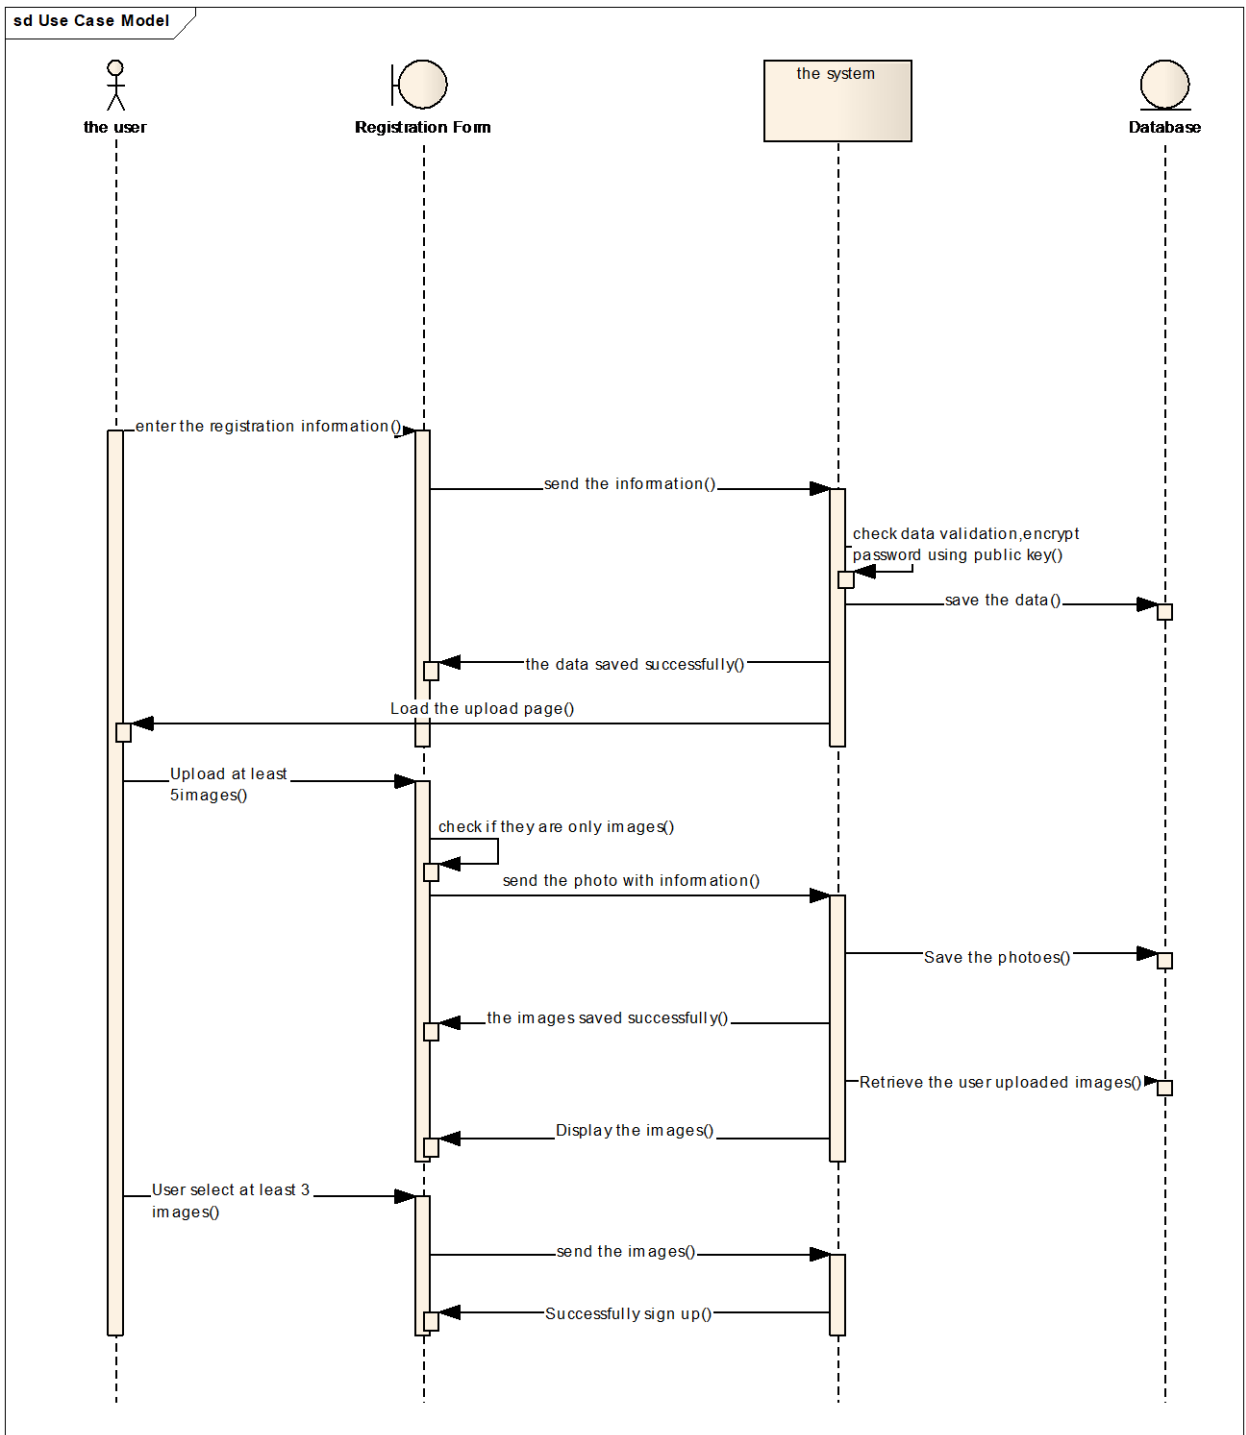 sd Use Case Model
the user
Registration Form
the system
Database
enter the registration information()
send the information()
check data validation,encrypt
password using public key()
save the data()
the data saved successfully()
Load the upload page()
Upload at least
5images()
check if they are only images()
send the photo with information()
Save the photoes()
the images saved successfully()
Retrieve the user uploaded images()
Display the images()
User select at least 3
images()
send the images()
Successfully sign up()